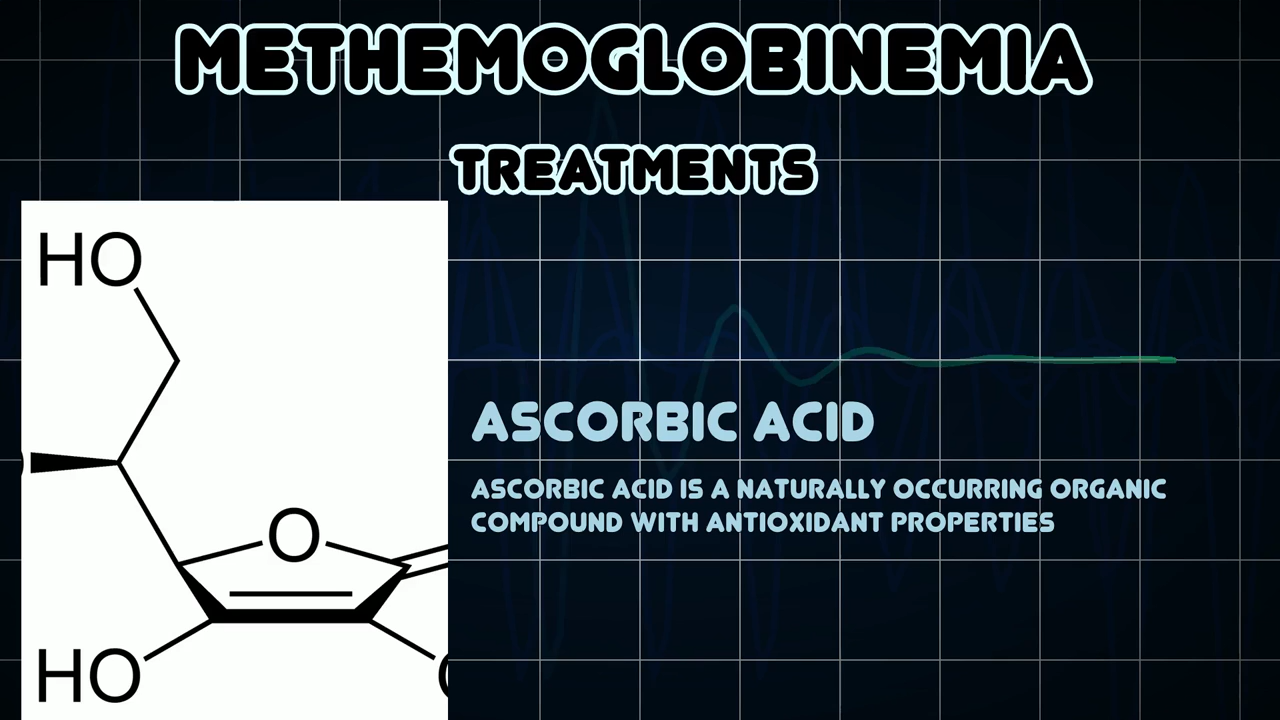 METHEMOGLOBINEMIA
TREATMENTS
HO
O
HO
ASCORBIC ACID
ASCORBIC ACID IS A NATURALLY OCCURRING ORGANIC
COMPOUND WITH ANTIOXIDANT PROPERTIES